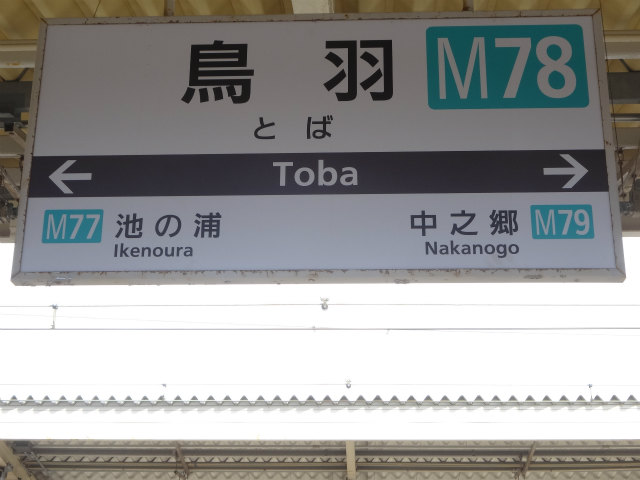 鳥羽 M78
とば
← Toba →
M77 池の浦
Ikenoura
中之郷 M79
Nakanogo